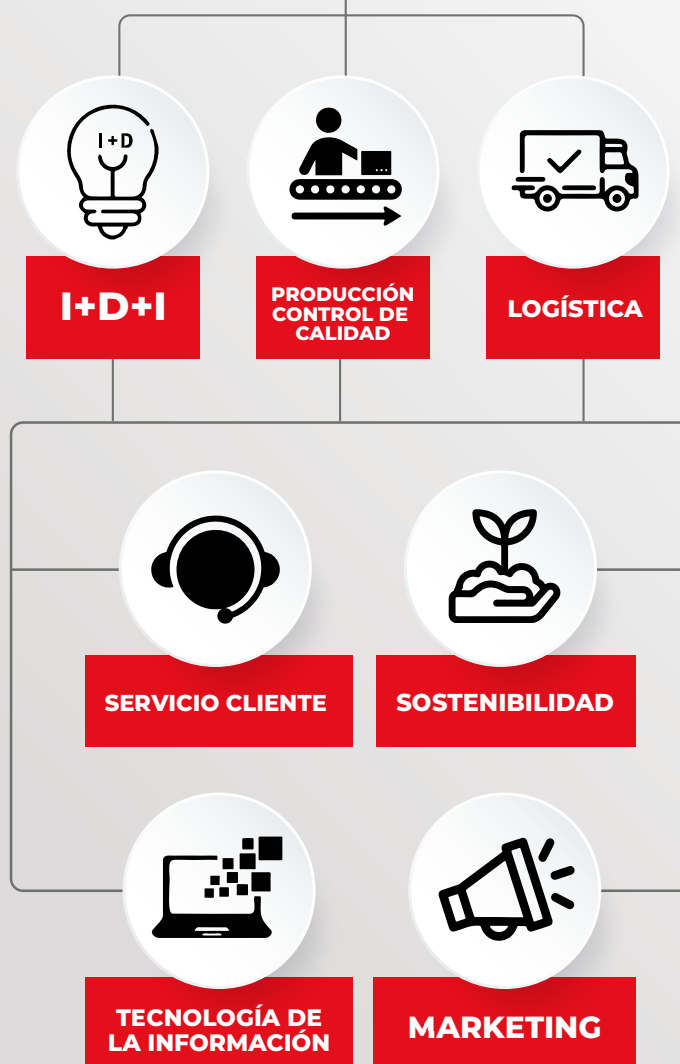 I+D
I+D+I
PRODUCCIÓN
CONTROL DE
CALIDAD
LOGÍSTICA
SERVICIO CLIENTE
SOSTENIBILIDAD
TECNOLOGÍA DE
LA INFORMACIÓN
MARKETING